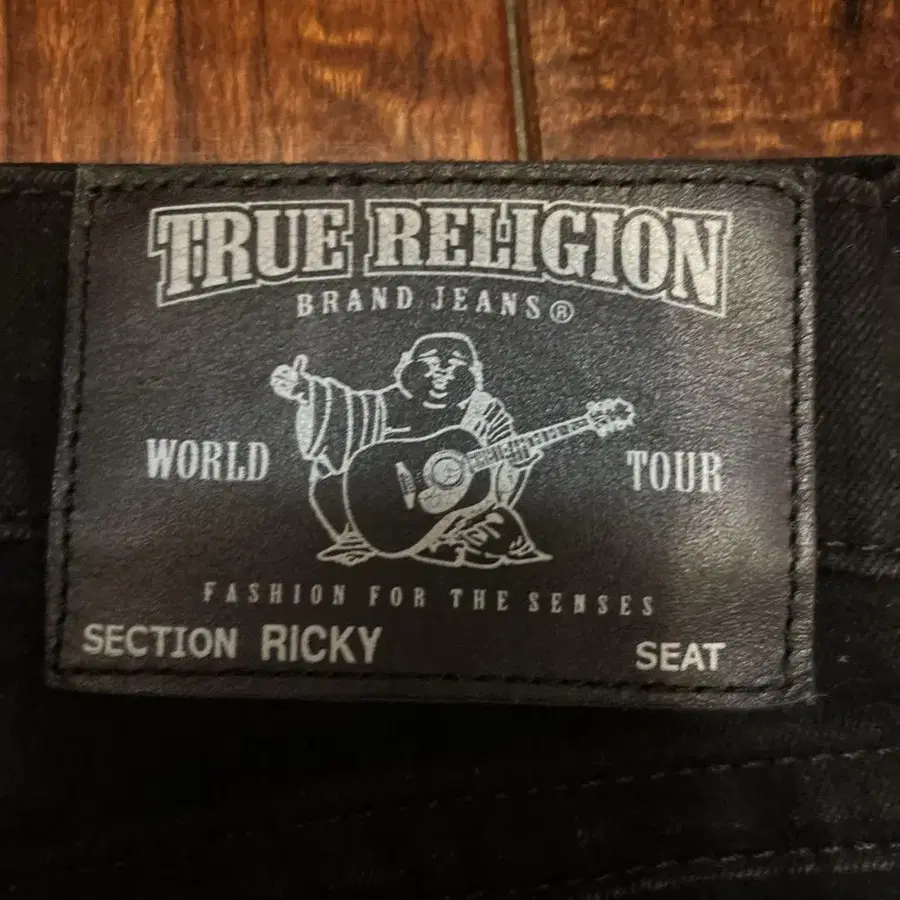 TRUE RELIGION
BRAND JEANS®
WORLD TOUR
FASHION FOR THE SENSES
SECTION RICKY SEAT